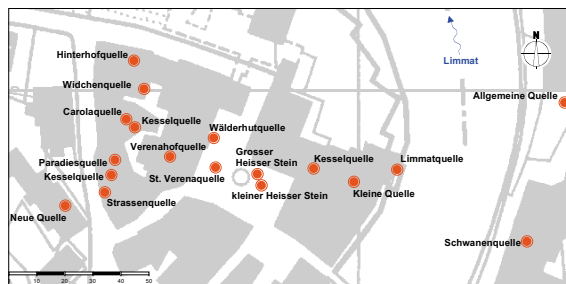 N
Hinterhofquelle
Limmat
Widchenquelle
Allgemeine Quelle
Carolaquelle
Kesselquelle
Wälderhutquelle
Verenahofquelle
Grosser
Heisser Stein
Paradiesquelle
Kesselquelle
Limmatquelle
Kesselquelle
St. Verenaquelle
kleiner Heisser Stein
Kleine Quelle
Strassenquelle
Neue Quelle
Schwanenquelle
0 10 20 30 40 50